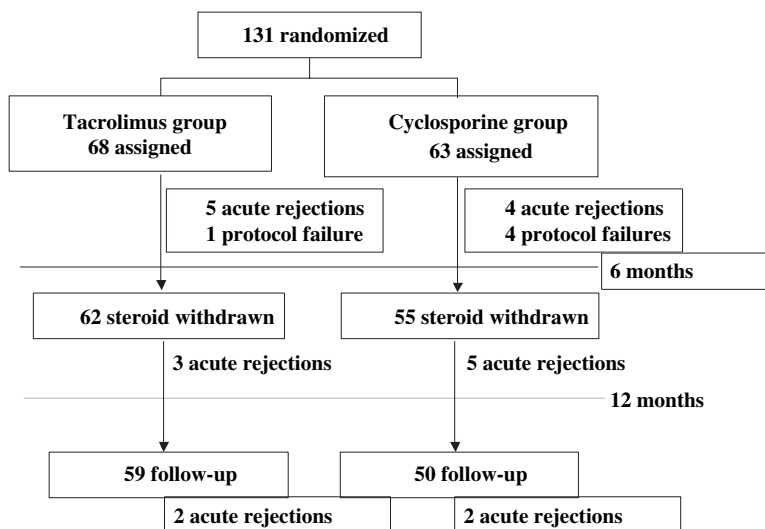 131 randomized
Tacrolimus group
68 assigned
Cyclosporine group
63 assigned
5 acute rejections
1 protocol failure
4 acute rejections
4 protocol failures
6 months
62 steroid withdrawn
55 steroid withdrawn
3 acute rejections
5 acute rejections
12 months
59 follow-up
50 follow-up
2 acute rejections
2 acute rejections